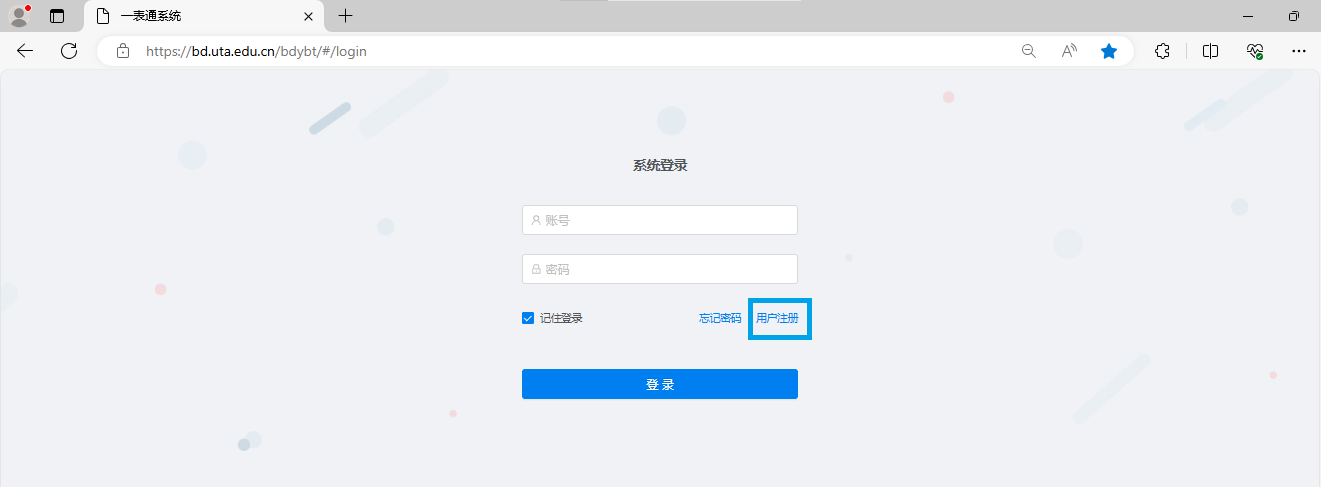 一表通系统
https://bd.uta.edu.cn/bdybt/#/login
系统登录
账号
密码
记住登录 忘记密码 用户注册
登 录